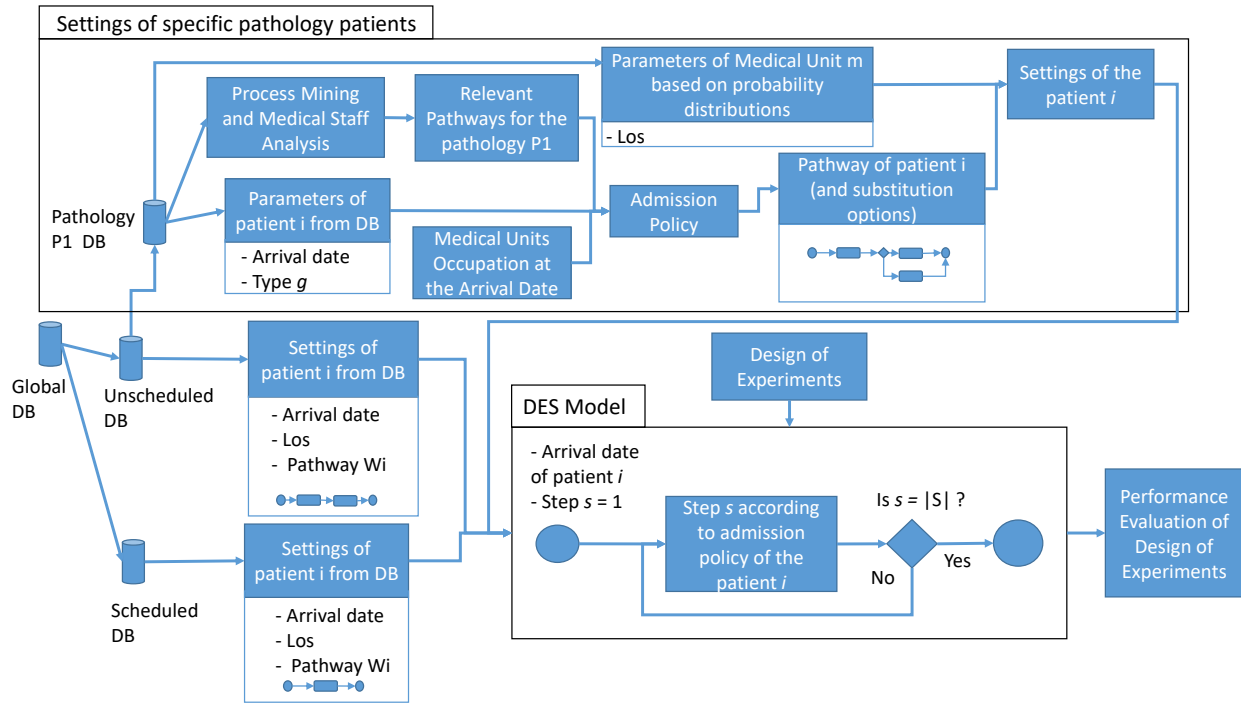 Settings of specific pathology patients
Process Mining
and Medical Staff
Analysis
Relevant
Pathways for the
pathology P1
Parameters of Medical Unit m
based on probability
distributions
- Los
Settings of the
patient i
Pathology
P1 DB
Parameters of
patient i from DB
- Arrival date
- Type g
Medical Units
Occupation at
the Arrival Date
Admission
Policy
Pathway of patient i
(and substitution
options)
Global
DB
Unscheduled
DB
Settings of
patient i from DB
- Arrival date
- Los
- Pathway Wi
Scheduled
DB
Settings of
patient i from DB
- Arrival date
- Los
- Pathway Wi
Design of
Experiments
DES Model
- Arrival date
of patient i
- Step s = 1
Step s according
to admission
policy of the
patient i
Is s = |S| ?
No
Yes
Performance
Evaluation of
Design of
Experiments